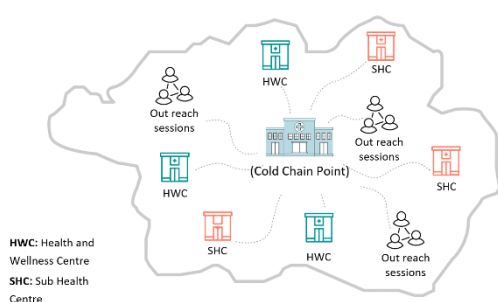 HWC
SHC
Out reach
sessions
Out reach
sessions
(Cold Chain Point)
HWC
SHC
SHC
HWC
Out reach
sessions
HWC: Health and
Wellness Centre
SHC: Sub Health
Centre